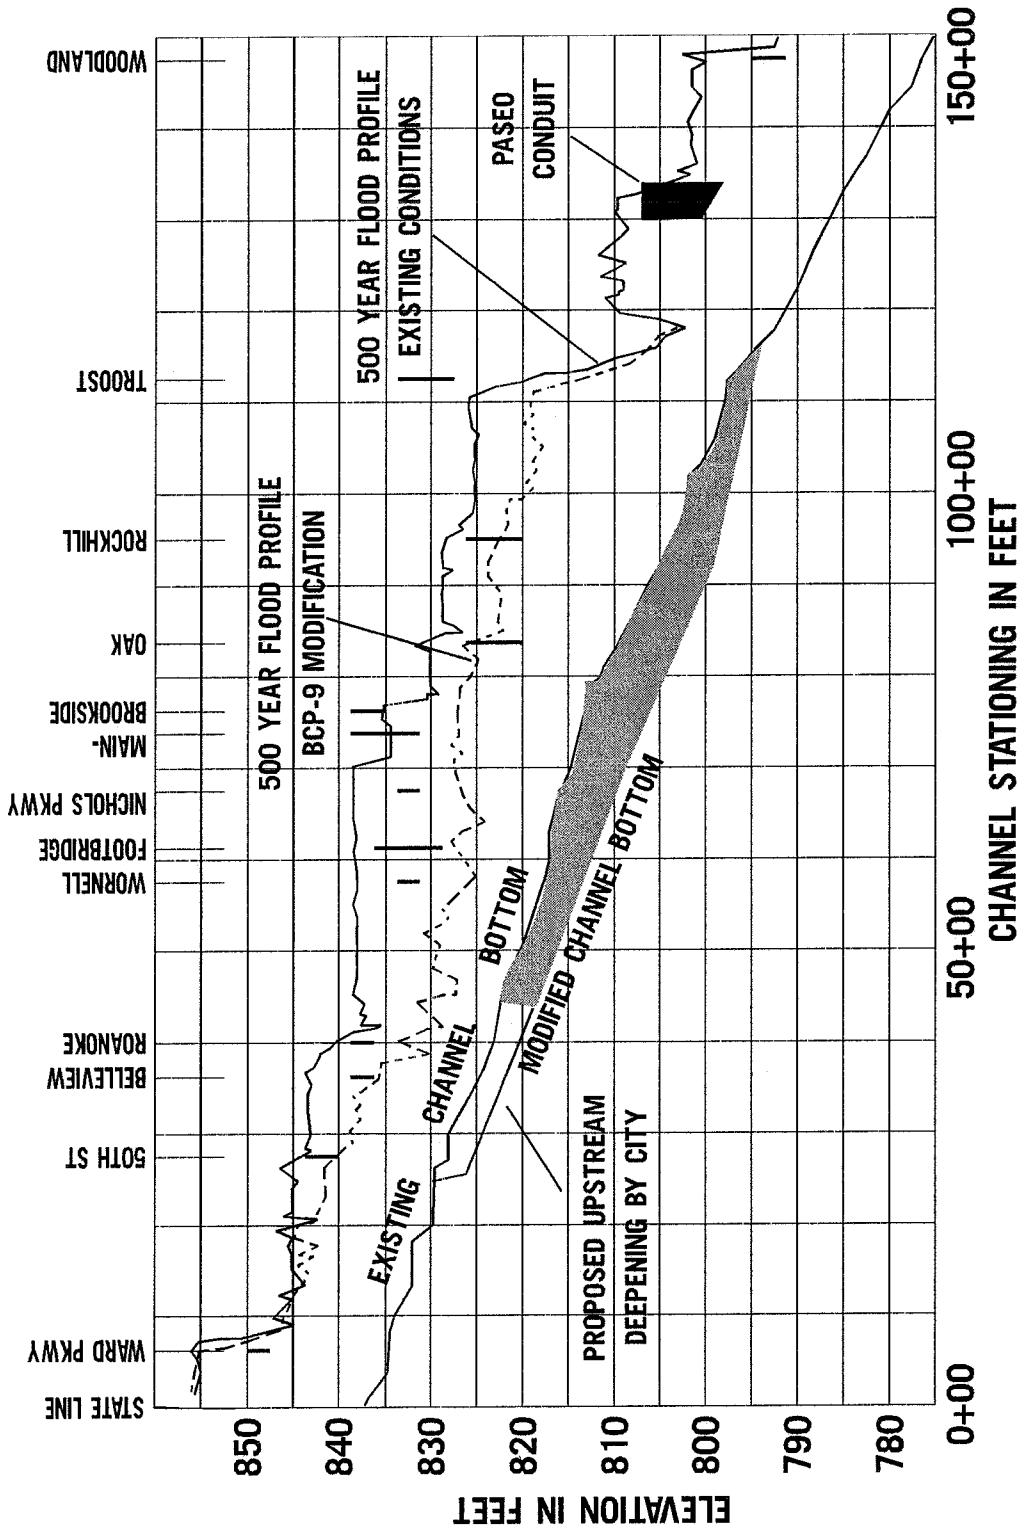 STATE LINE
WARD PKWY
50TH ST
BELLEVIEW
ROANOKE
WORNELL
FOOTBRIDGE
NICHOLS PKWY
MAIN-
BROOKSIDE
OAK
ROCKHILL
TROOST
WOODLAND
500 YEAR FLOOD PROFILE
BCP-9 MODIFICATION
500 YEAR FLOOD PROFILE
EXISTING CONDITIONS
PASEO
CONDUIT
EXISTING CHANNEL BOTTOM
MODIFIED CHANNEL BOTTOM
PROPOSED UPSTREAM
DEEPENING BY CITY
ELEVATION IN FEET
850
840
830
820
810
800
790
780
0+00 50+00 100+00 150+00
CHANNEL STATIONING IN FEET